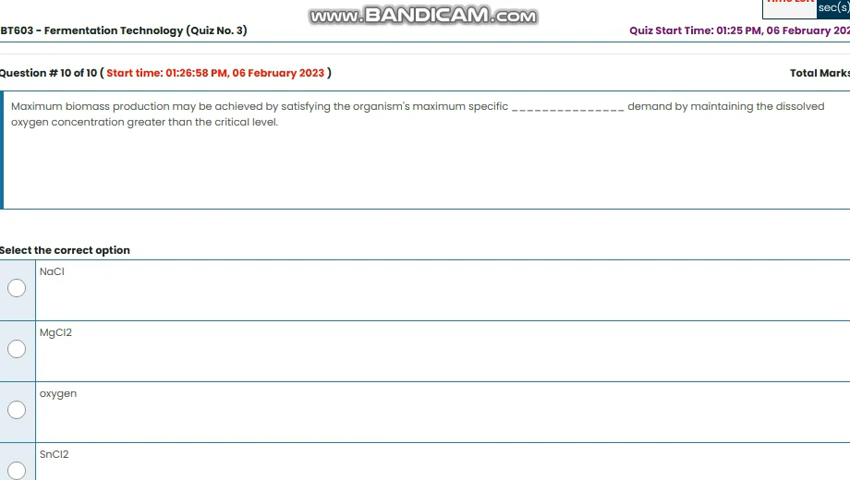 www.BANDICAM.com
sec(s)
BT603 - Fermentation Technology (Quiz No. 3)
Quiz Start Time: 01:25 PM, 06 February
Question # 10 of 10 ( Start time: 01:26:58 PM, 06 February 2023 )
Total Marks
Maximum biomass production may be achieved by satisfying the organism's maximum specific _______________ demand by maintaining the dissolved
oxygen concentration greater than the critical level.
Select the correct option
NaCl
MgCl2
oxygen
SnCl2